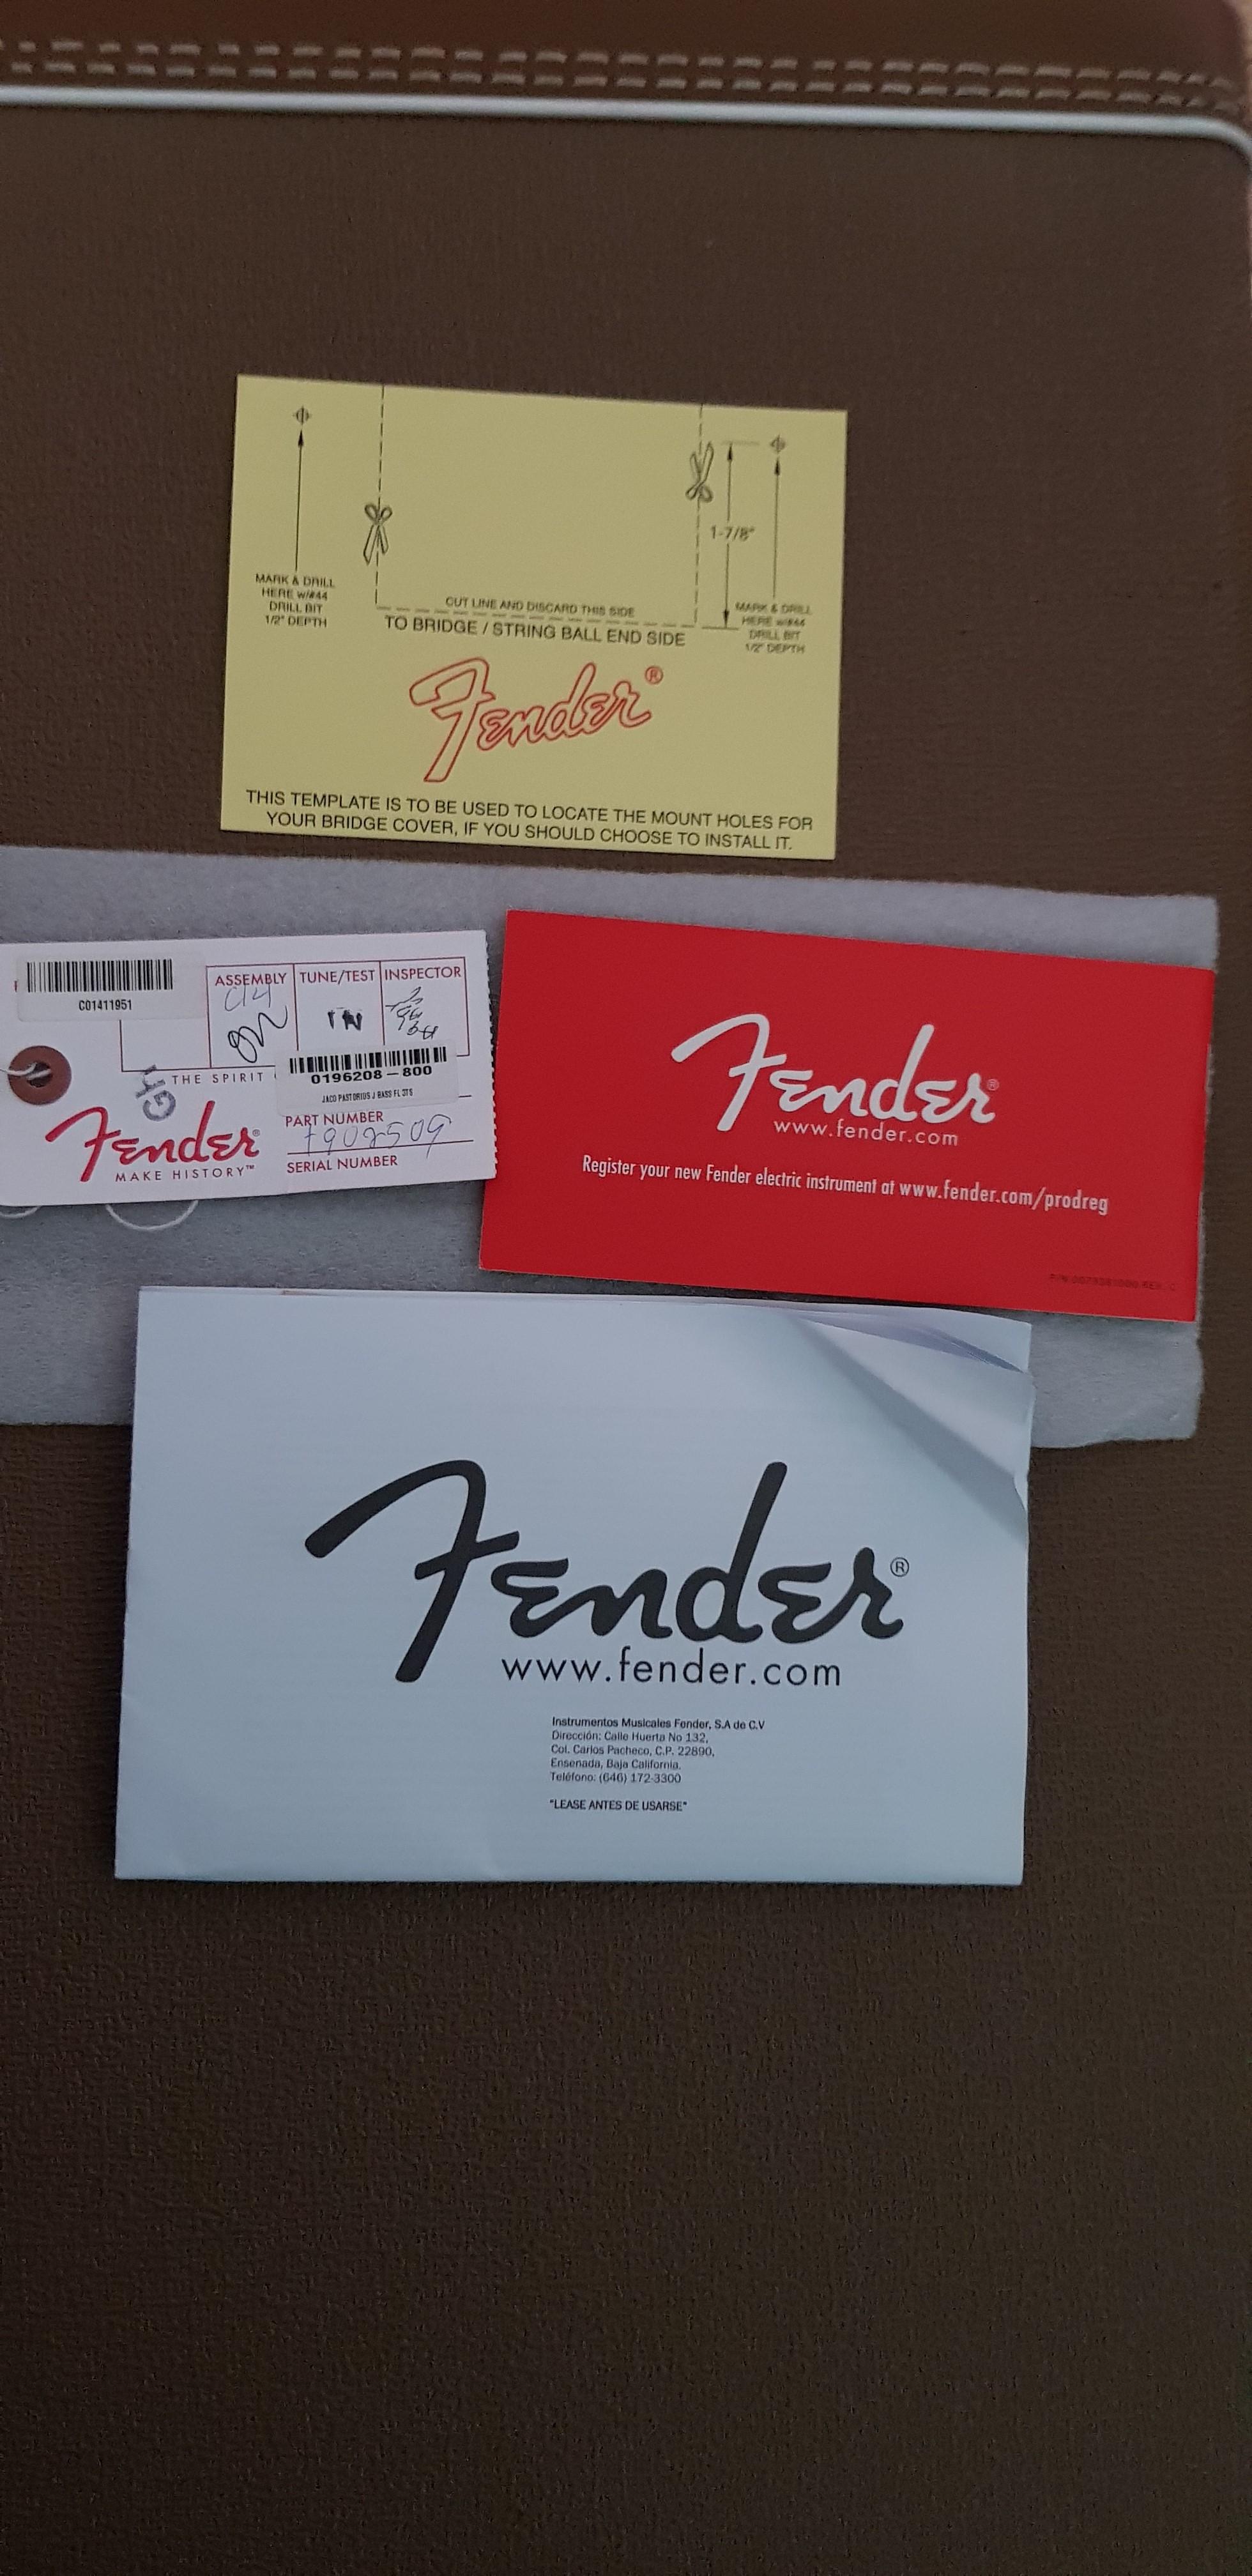 MARK & DRILL
HERE w/#44
DRILL BIT
1/2" DEPTH
1-7/8"
MARK & DRILL
HERE w/#44
DRILL BIT
1/2" DEPTH
CUT LINE AND DISCARD THIS SIDE
TO BRIDGE / STRING BALL END SIDE
Fender®
THIS TEMPLATE IS TO BE USED TO LOCATE THE MOUNT HOLES FOR
YOUR BRIDGE COVER, IF YOU SHOULD CHOOSE TO INSTALL IT.
C01411951
ASSEMBLY
TUNE/TEST
INSPECTOR
THE SPIRIT
0196208-800
JACO PASTORIUS J BASS FL 3TS
Fender®
MAKE HISTORY™
PART NUMBER
SERIAL NUMBER
Fender®
www.fender.com
Register your new Fender electric instrument at www.fender.com/prodreg
Fender®
www.fender.com
Instrumentos Musicales Fender, S.A de C.V
Dirección: Calle Huerta No 132,
Col. Carlos Pacheco, C.P. 22890,
Ensenada, Baja California.
Teléfono: (646) 172-3300
"LEASE ANTES DE USARSE"